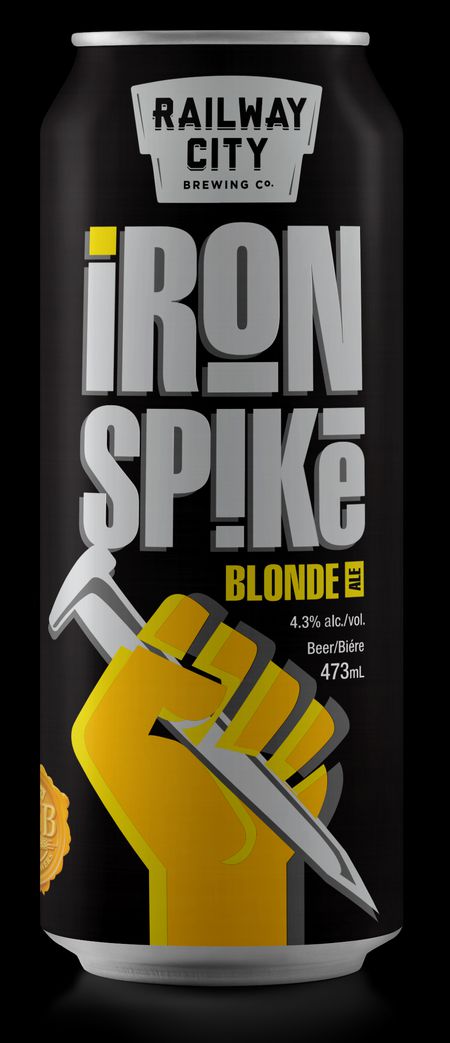 RAILWAY
CITY
BREWING Co.
iRON
SP!Kē
BLONDE ALE
4.3% alc./vol.
Beer/Biére
473mL
B